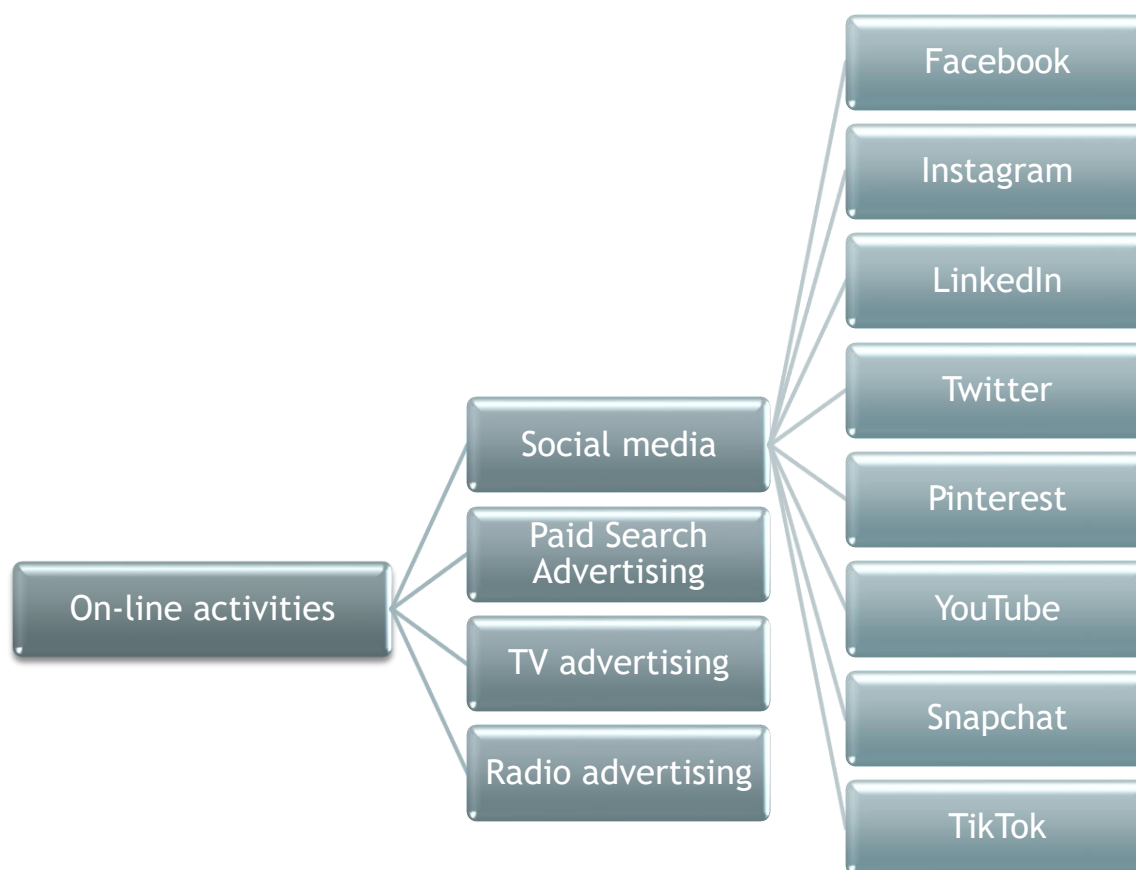 On-line activities
Social media
Paid Search
Advertising
TV advertising
Radio advertising
Facebook
Instagram
LinkedIn
Twitter
Pinterest
YouTube
Snapchat
TikTok